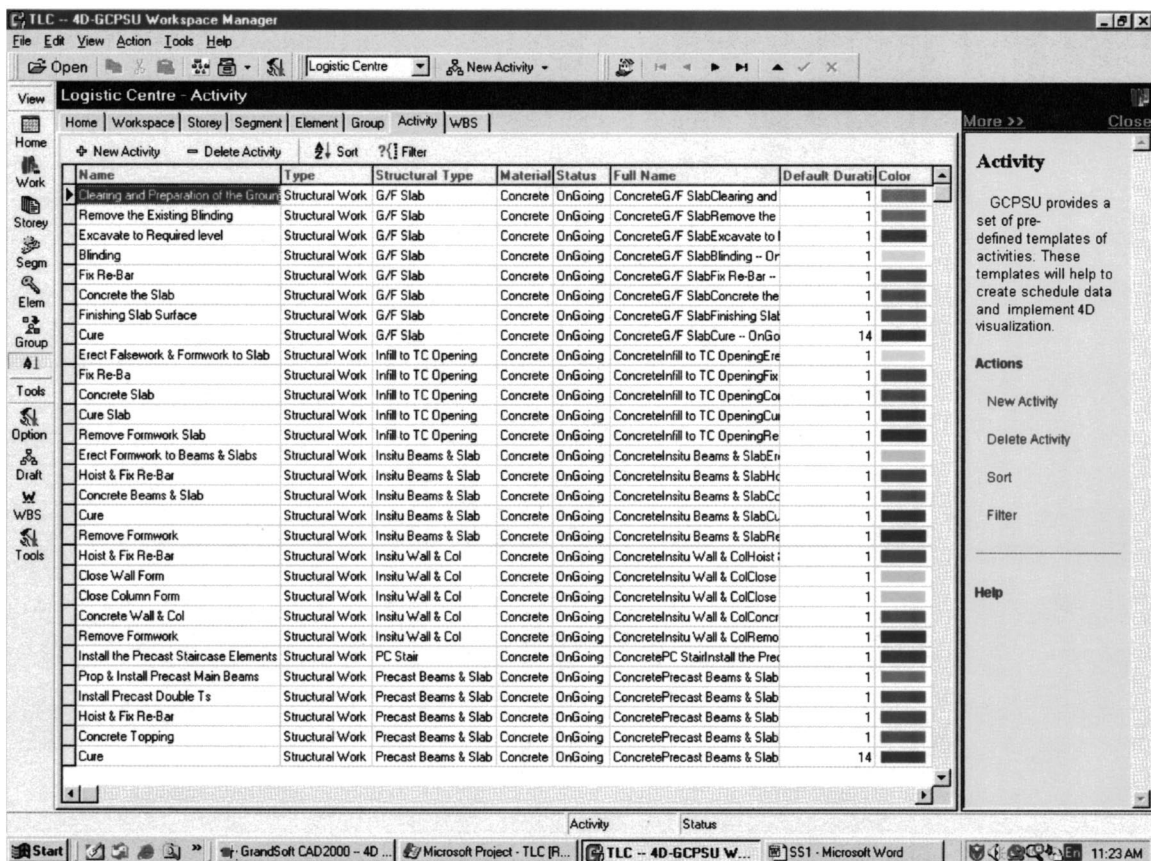 TLC -- 4D-GCPSU Workspace Manager
File Edit View Action Tools Help
Open Logistic Centre New Activity
View Logistic Centre - Activity
Home | Workspace | Storey | Segment | Element | Group | Activity | WBS
New Activity Delete Activity Sort Filter
Name Type Structural Type Material Status Full Name Default Durati Color
Clearing and Preparation of the Groun Structural Work G/F Slab Concrete OnGoing ConcreteG/F SlabClearing and 1
Remove the Existing Blinding Structural Work G/F Slab Concrete OnGoing ConcreteG/F SlabRemove the 1
Excavate to Required level Structural Work G/F Slab Concrete OnGoing ConcreteG/F SlabExcavate to 1
Blinding Structural Work G/F Slab Concrete OnGoing ConcreteG/F SlabBlinding -- On 1
Fix Re-Bar Structural Work G/F Slab Concrete OnGoing ConcreteG/F SlabFix Re-Bar -- 1
Concrete the Slab Structural Work G/F Slab Concrete OnGoing ConcreteG/F SlabConcrete the 1
Finishing Slab Surface Structural Work G/F Slab Concrete OnGoing ConcreteG/F SlabFinishing Slab 1
Cure Structural Work G/F Slab Concrete OnGoing ConcreteG/F SlabCure -- OnGo 14
Erect Falsework & Formwork to Slab Structural Work Infill to TC Opening Concrete OnGoing ConcreteInfill to TC OpeningEre 1
Fix Re-Ba Structural Work Infill to TC Opening Concrete OnGoing ConcreteInfill to TC OpeningFix 1
Concrete Slab Structural Work Infill to TC Opening Concrete OnGoing ConcreteInfill to TC OpeningCon 1
Cure Slab Structural Work Infill to TC Opening Concrete OnGoing ConcreteInfill to TC OpeningCur 1
Remove Formwork Slab Structural Work Infill to TC Opening Concrete OnGoing ConcreteInfill to TC OpeningRe 1
Erect Formwork to Beams & Slabs Structural Work Insitu Beams & Slab Concrete OnGoing ConcreteInsitu Beams & SlabEr 1
Hoist & Fix Re-Bar Structural Work Insitu Beams & Slab Concrete OnGoing ConcreteInsitu Beams & SlabHo 1
Concrete Beams & Slab Structural Work Insitu Beams & Slab Concrete OnGoing ConcreteInsitu Beams & SlabCo 1
Cure Structural Work Insitu Beams & Slab Concrete OnGoing ConcreteInsitu Beams & SlabCu 1
Remove Formwork Structural Work Insitu Beams & Slab Concrete OnGoing ConcreteInsitu Beams & SlabRe 1
Hoist & Fix Re-Bar Structural Work Insitu Wall & Col Concrete OnGoing ConcreteInsitu Wall & ColHoist 1
Close Wall Form Structural Work Insitu Wall & Col Concrete OnGoing ConcreteInsitu Wall & ColClose 1
Close Column Form Structural Work Insitu Wall & Col Concrete OnGoing ConcreteInsitu Wall & ColClose 1
Concrete Wall & Col Structural Work Insitu Wall & Col Concrete OnGoing ConcreteInsitu Wall & ColConcr 1
Remove Formwork Structural Work Insitu Wall & Col Concrete OnGoing ConcreteInsitu Wall & ColRemo 1
Install the Precast Staircase Elements Structural Work PC Stair Concrete OnGoing ConcretePC StairInstall the Prec 1
Prop & Install Precast Main Beams Structural Work Precast Beams & Slab Concrete OnGoing ConcretePrecast Beams & Slab 1
Install Precast Double Ts Structural Work Precast Beams & Slab Concrete OnGoing ConcretePrecast Beams & Slab 1
Hoist & Fix Re-Bar Structural Work Precast Beams & Slab Concrete OnGoing ConcretePrecast Beams & Slab 1
Concrete Topping Structural Work Precast Beams & Slab Concrete OnGoing ConcretePrecast Beams & Slab 1
Cure Structural Work Precast Beams & Slab Concrete OnGoing ConcretePrecast Beams & Slab 14
Home
Work
Storey
Segm
Elem
Group
Tools
Option
Draft
WBS
Tools
More >> Close
Activity
GCPSU provides a
set of pre-
defined templates of
activities. These
templates will help to
create schedule data
and implement 4D
visualization.
Actions
New Activity
Delete Activity
Sort
Filter
Help
Activity Status
Start GrandSoft CAD2000 -- 4D ... Microsoft Project - TLC [R... TLC -- 4D-GCPSU W... SS1 - Microsoft Word En 11:23 AM